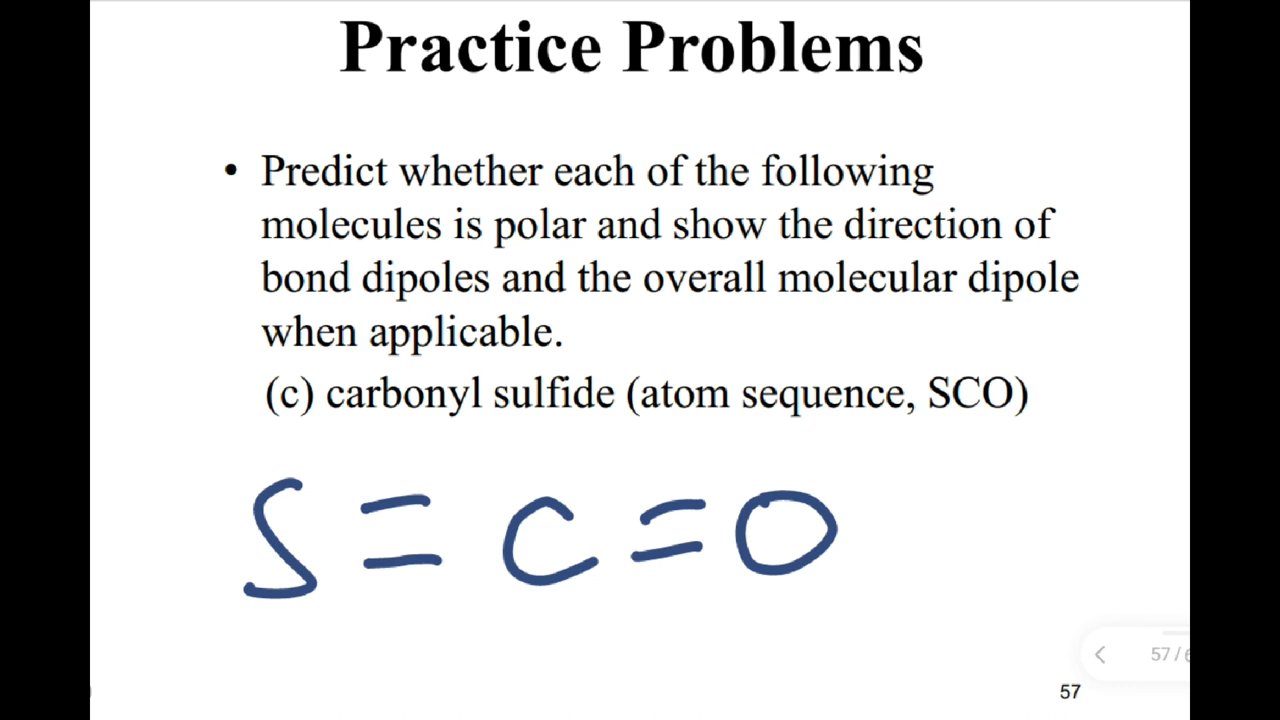 Practice Problems
• Predict whether each of the following
molecules is polar and show the direction of
bond dipoles and the overall molecular dipole
when applicable.
(c) carbonyl sulfide (atom sequence, SCO)
S = C = O
57 /
57